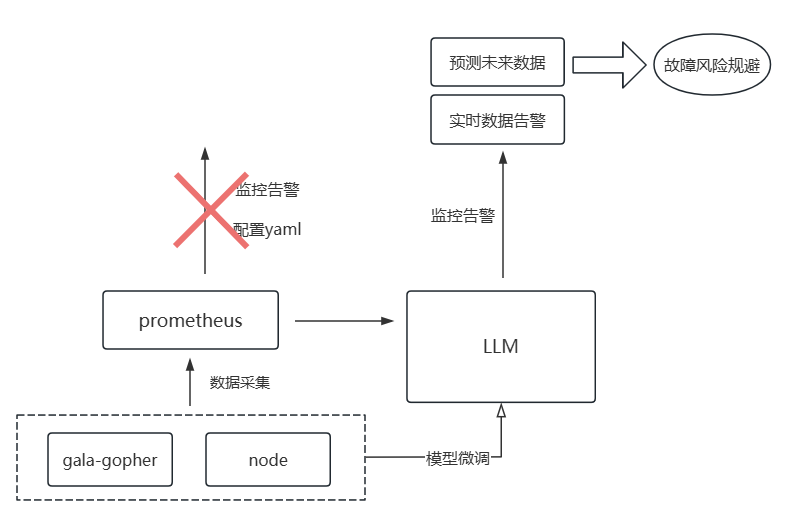 预测未来数据
故障风险规避
实时数据告警
监控告警
配置yaml
监控告警
prometheus
LLM
数据采集
gala-gopher
node
模型微调